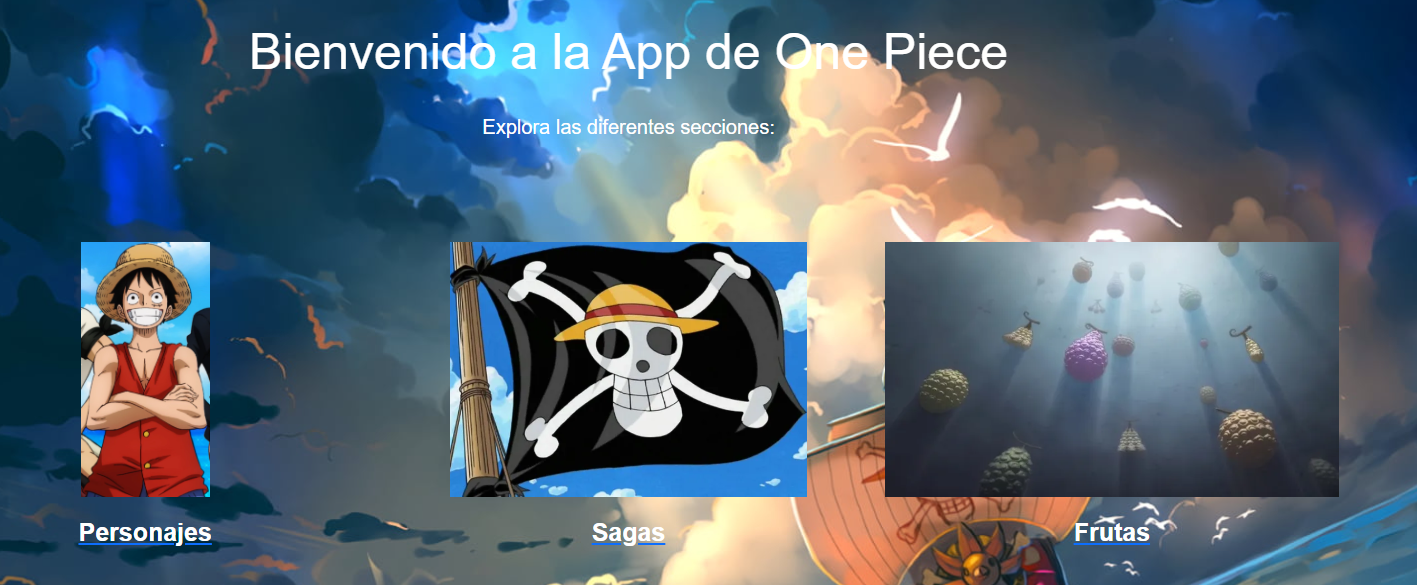 Bienvenido a la App de One Piece
Explora las diferentes secciones:
Personajes
Sagas
Frutas